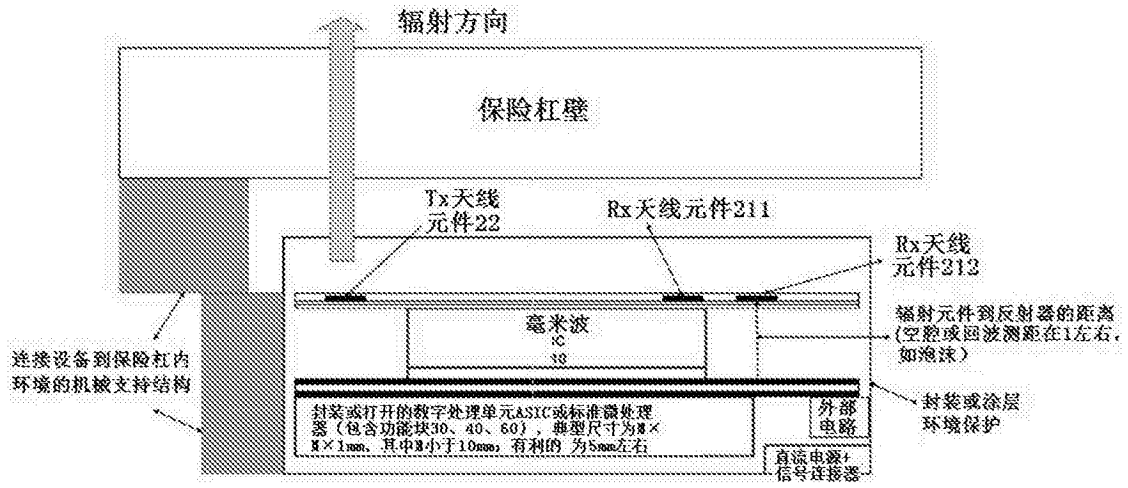 辐射方向
保险杠壁
Tx天线
元件22
Rx天线元件211
Rx天线
元件212
毫米波
IC
10
辐射元件到反射器的距离
(空腔或回波测距在1左右,
如泡沫)
连接设备到保险杠内
环境的机械支持结构
封装或涂层
环境保护
封装或打开的数字处理单元ASIC或标准微处理
器(包含功能块30、40、60),典型尺寸为M×
M×1mm、其中M小于10mm,有利的 为5mm左右
外部
电路
直流电源+
信号连接器